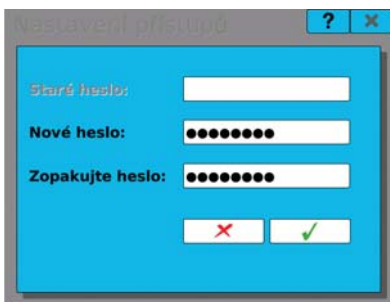 Nastavení přístupů
?
Staré heslo:
Nové heslo: ●●●●●●●●
Zopakujte heslo: ●●●●●●●●